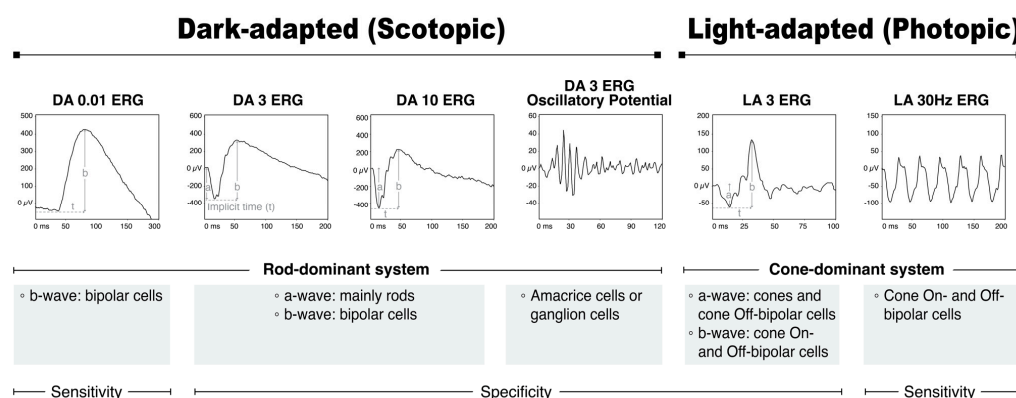 Dark-adapted (Scotopic)
Light-adapted (Photopic)
DA 0.01 ERG
DA 3 ERG
DA 10 ERG
DA 3 ERG
Oscillatory Potential
LA 3 ERG
LA 30Hz ERG
500
400
300
200
100
0 µV
b
t
0 ms 50 100 150 300
600
400
200
0 µV
-200
-400
a
b
Implicit time (t)
0 ms 50 100 150 200
600
400
200
0 µV
-200
-400
a
b
t
0 ms 50 100 150 200
60
40
20
0 µV
-20
-40
0 ms 30 60 90 120
200
150
100
50
0 µV
-50
a
b
t
0 ms 25 50 75 100
150
100
50
0 µV
-50
-100
0 ms 50 100 150 200
Rod-dominant system
Cone-dominant system
◦ b-wave: bipolar cells
◦ a-wave: mainly rods
◦ b-wave: bipolar cells
◦ Amacrice cells or
ganglion cells
◦ a-wave: cones and
cone Off-bipolar cells
◦ b-wave: cone On-
and Off-bipolar cells
◦ Cone On- and Off-
bipolar cells
Sensitivity
Specificity
Sensitivity